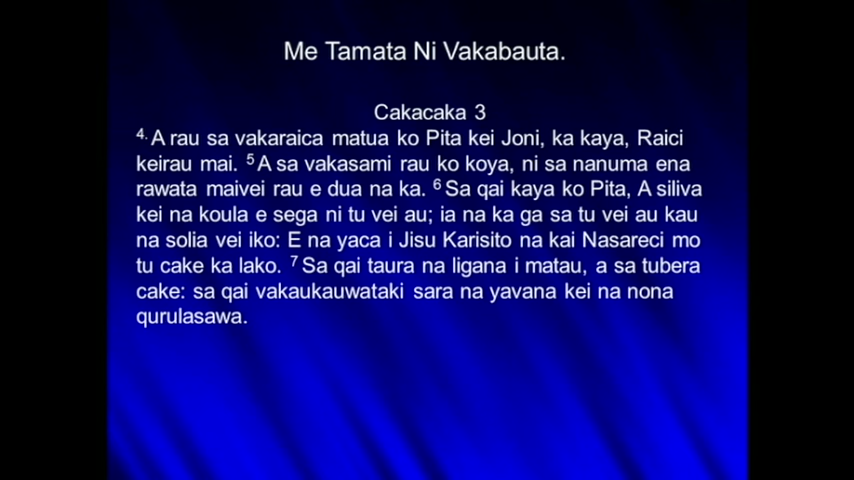 Me Tamata Ni Vakabauta.
Cakacaka 3
4. A rau sa vakaraica matua ko Pita kei Joni, ka kaya, Raici
keirau mai. 5 A sa vakasami rau ko koya, ni sa nanuma ena
rawata maivei rau e dua na ka. 6 Sa qai kaya ko Pita, A siliva
kei na koula e sega ni tu vei au; ia na ka ga sa tu vei au kau
na solia vei iko: E na yaca i Jisu Karisito na kai Nasareci mo
tu cake ka lako. 7 Sa qai taura na ligana i matau, a sa tubera
cake: sa qai vakaukauwataki sara na yavana kei na nona
qurulasawa.